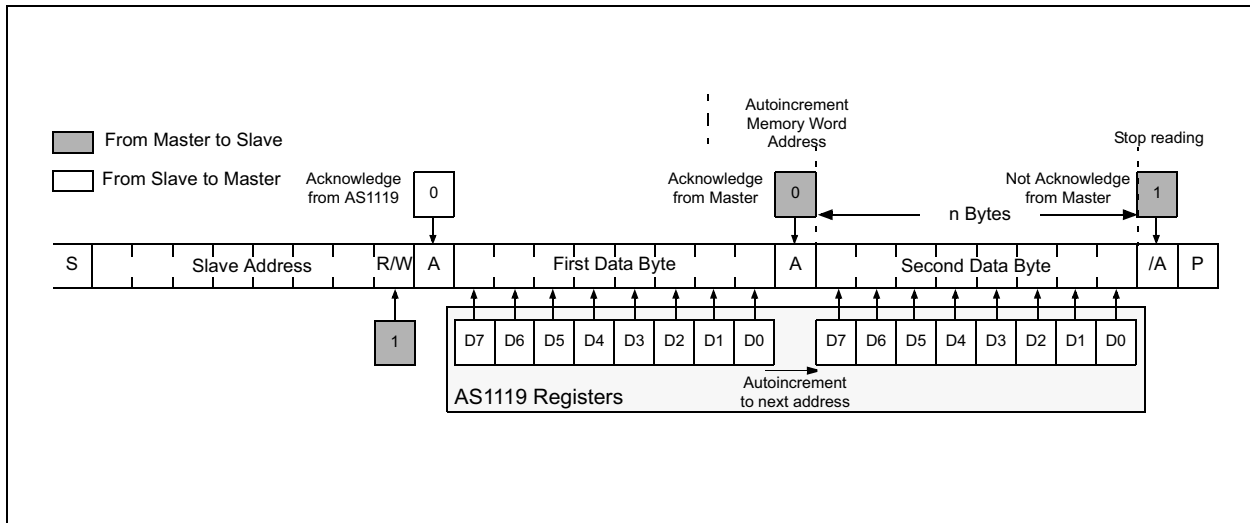 Autoincrement
Memory Word
Address
Stop reading
From Master to Slave
From Slave to Master
Acknowledge
from AS1119
0
Acknowledge
from Master
0
Not Acknowledge
from Master
1
n Bytes
S
Slave Address
R/W
A
First Data Byte
A
Second Data Byte
/A
P
1
D7
D6
D5
D4
D3
D2
D1
D0
D7
D6
D5
D4
D3
D2
D1
D0
AS1119 Registers
Autoincrement
to next address